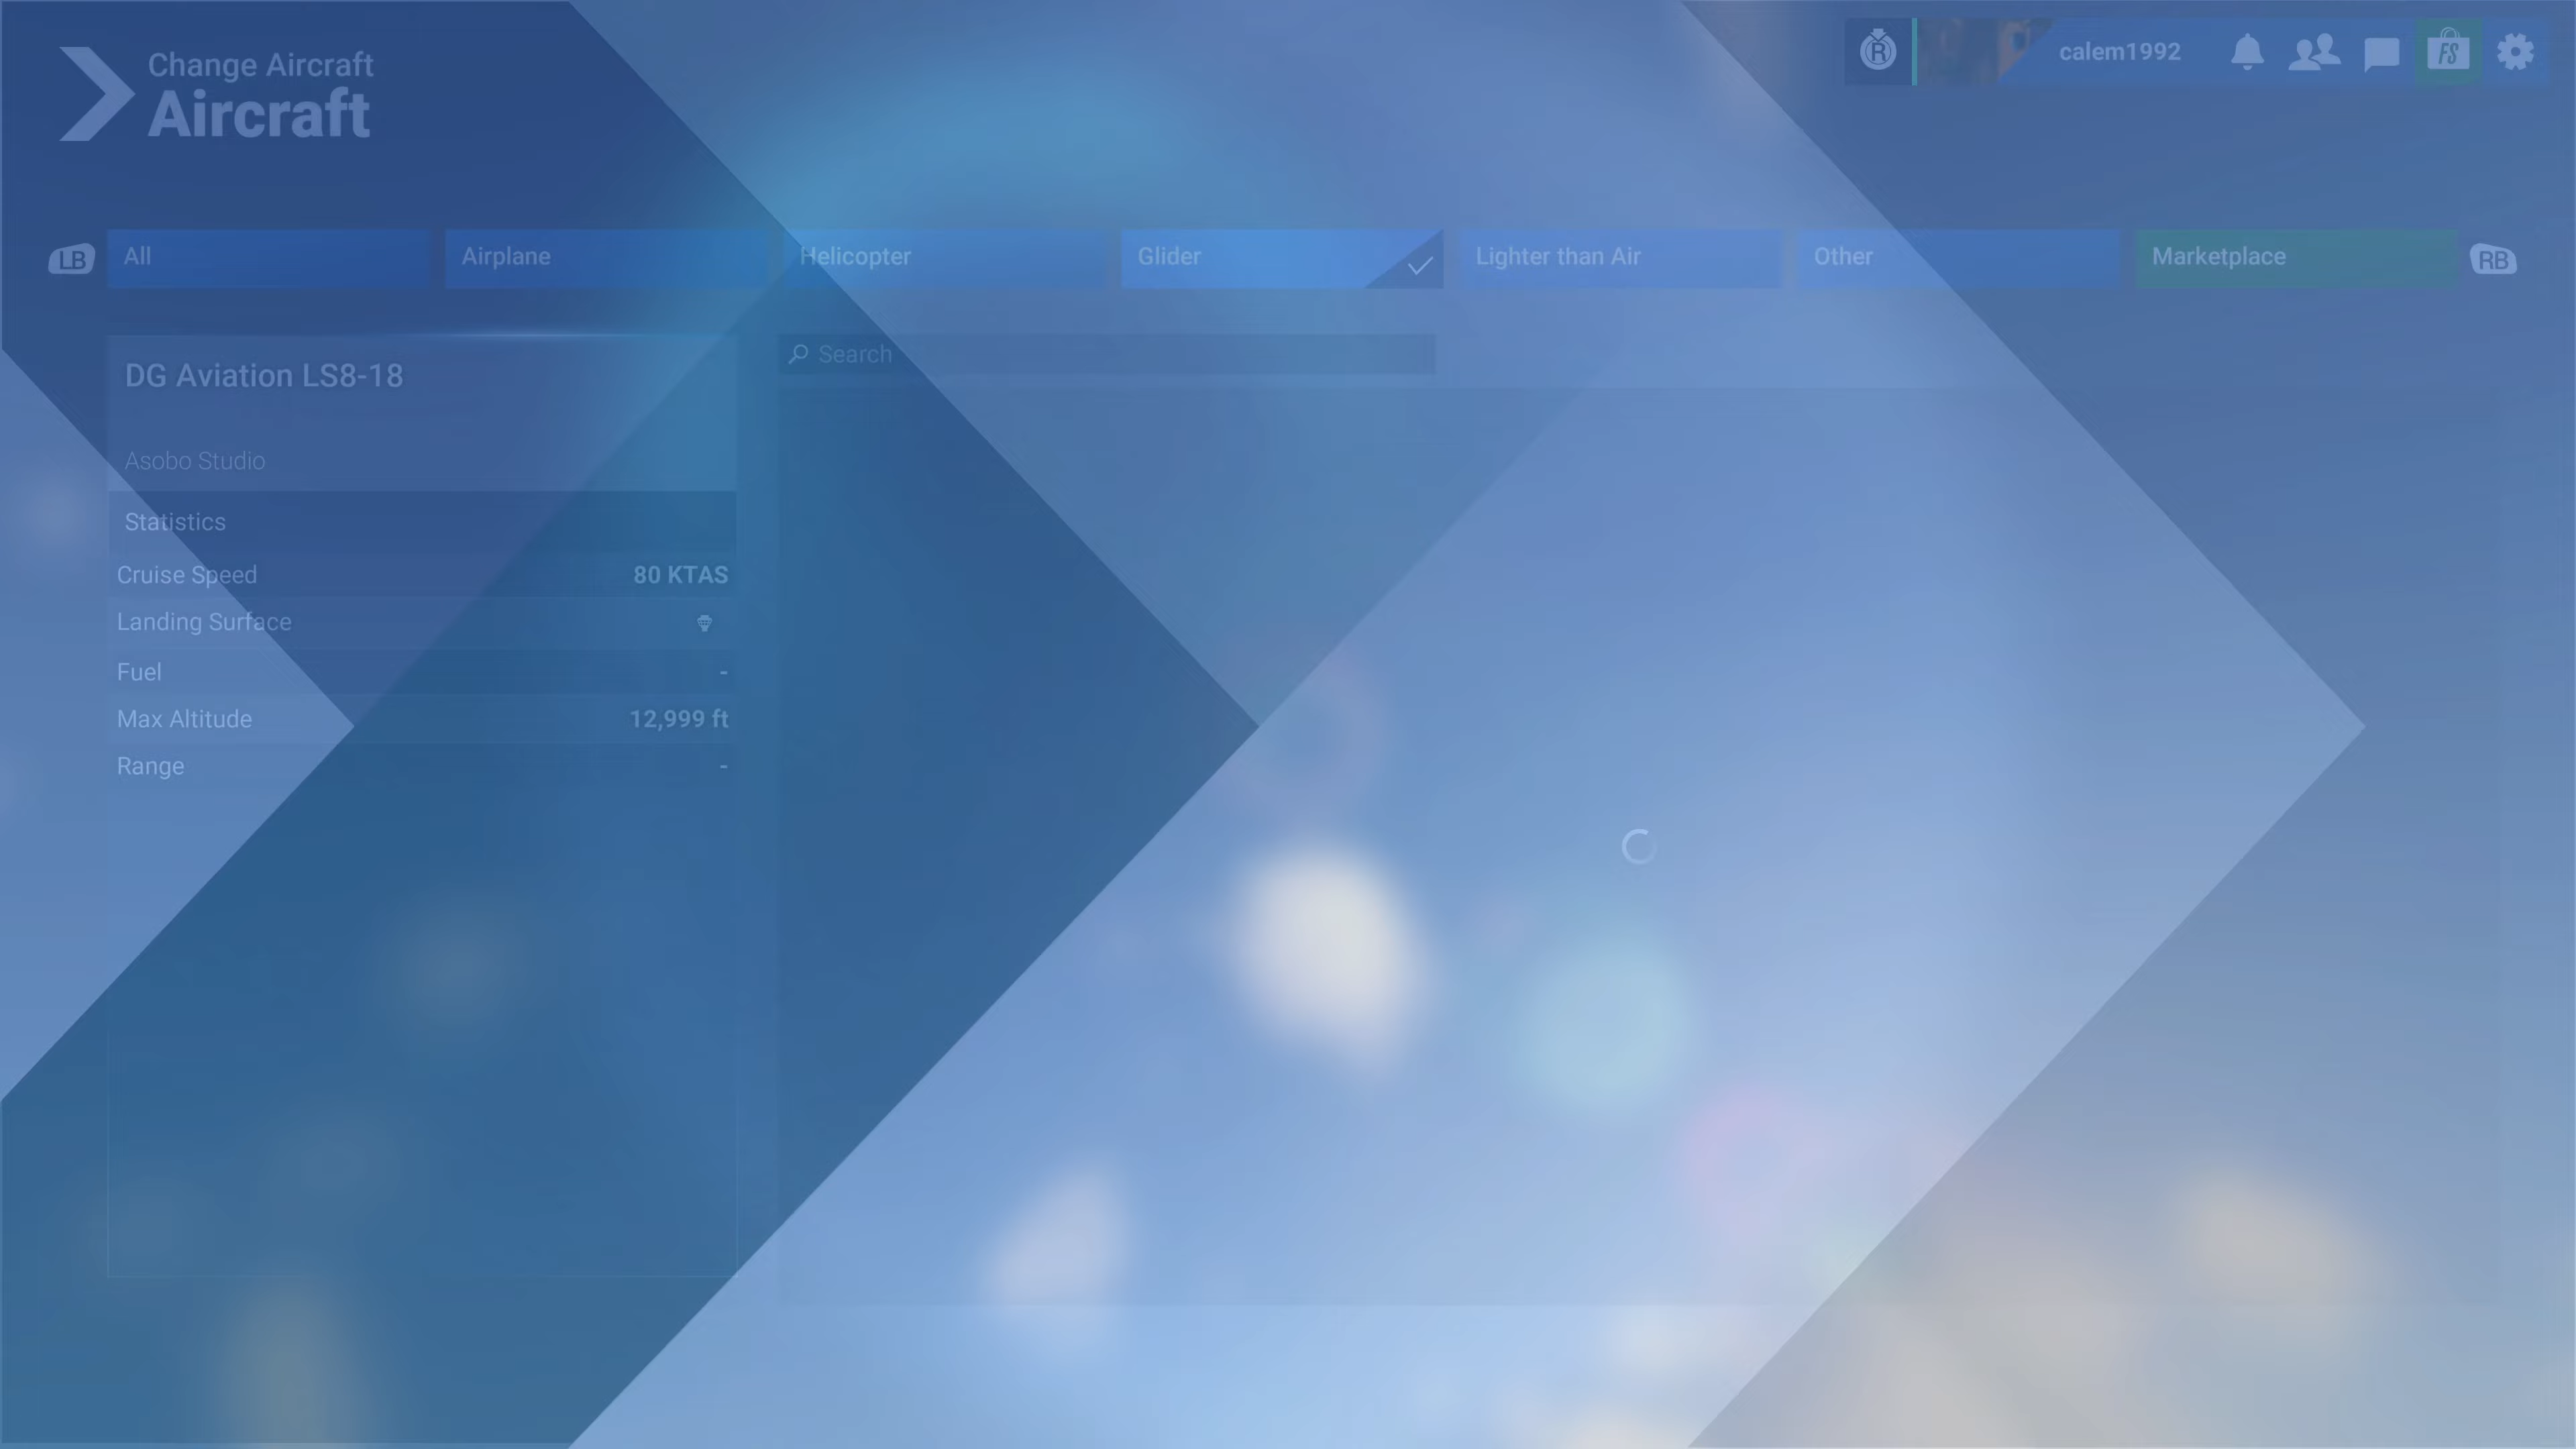 Change Aircraft
Aircraft
R
calem1992
FS
LB
All
Airplane
Helicopter
Glider
Lighter than Air
Other
Marketplace
RB
DG Aviation LS8-18
Search
Asobo Studio
Statistics
Cruise Speed 80 KTAS
Landing Surface
Fuel -
Max Altitude 12,999 ft
Range -